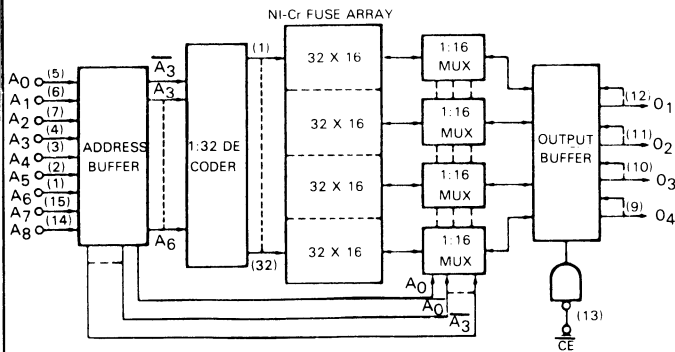 NI-Cr FUSE ARRAY
A0 (5)
A1 (6)
A2 (7)
A3 (4)
A4 (3)
A5 (2)
A6 (1)
A7 (15)
A8 (14)
ADDRESS
BUFFER
A̅3
A3
A6
1:32 DE
CODER
(1)
(32)
32 X 16
32 X 16
32 X 16
32 X 16
1:16
MUX
1:16
MUX
1:16
MUX
1:16
MUX
A0
A̅0
A̅3
OUTPUT
BUFFER
(12) O1
(11) O2
(10) O3
(9) O4
(13)
C̅E̅